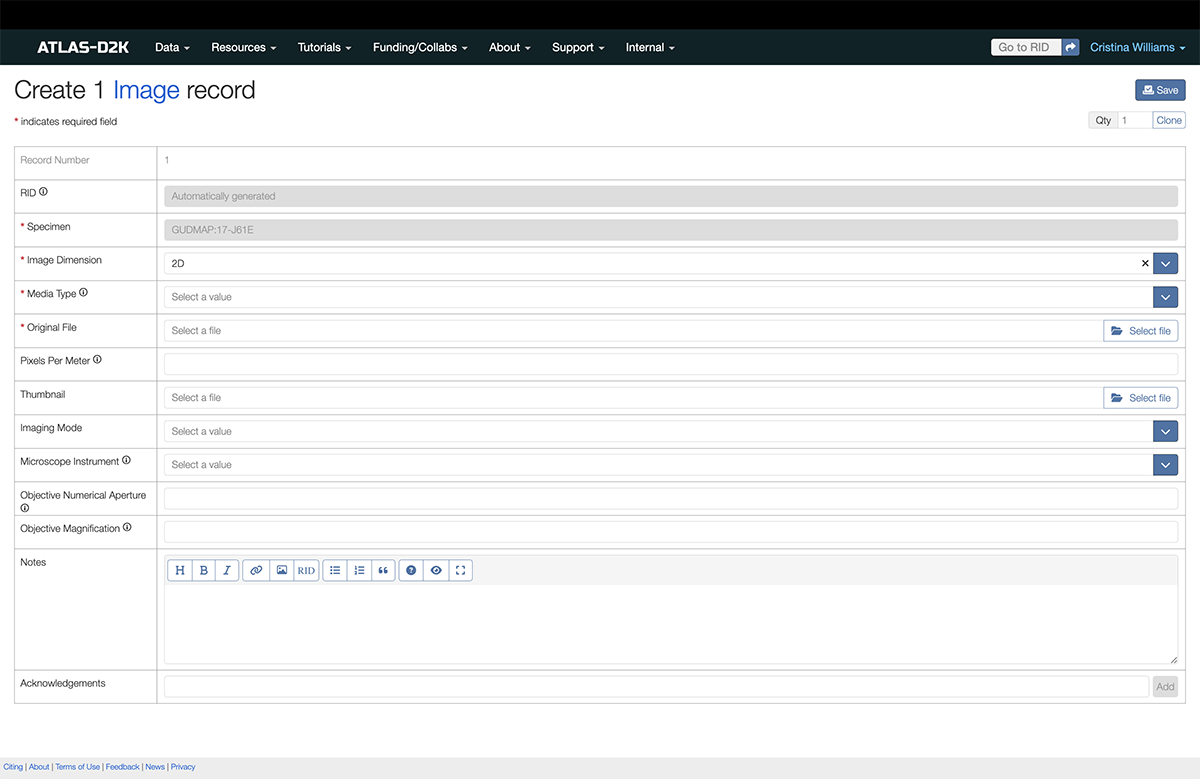 ATLAS-D2K Data Resources Tutorials Funding/Collabs About Support Internal Go to RID Cristina Williams
Create 1 Image record
Save
* indicates required field
Qty 1 Clone
Record Number 1
RID Automatically generated
* Specimen GUDMAP:17-J61E
* Image Dimension 2D ×
* Media Type Select a value
* Original File Select a file Select file
Pixels Per Meter
Thumbnail Select a file Select file
Imaging Mode Select a value
Microscope Instrument Select a value
Objective Numerical Aperture
Objective Magnification
Notes H B I RID
Acknowledgements Add
Citing | About | Terms of Use | Feedback | News | Privacy